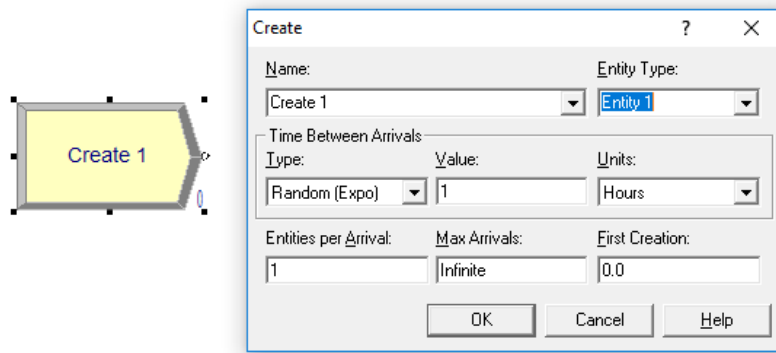 Create 1
0
Create
? X
Name: Entity Type:
Create 1 Entity 1
Time Between Arrivals
Type: Value: Units:
Random (Expo) 1 Hours
Entities per Arrival: Max Arrivals: First Creation:
1 Infinite 0.0
OK Cancel Help